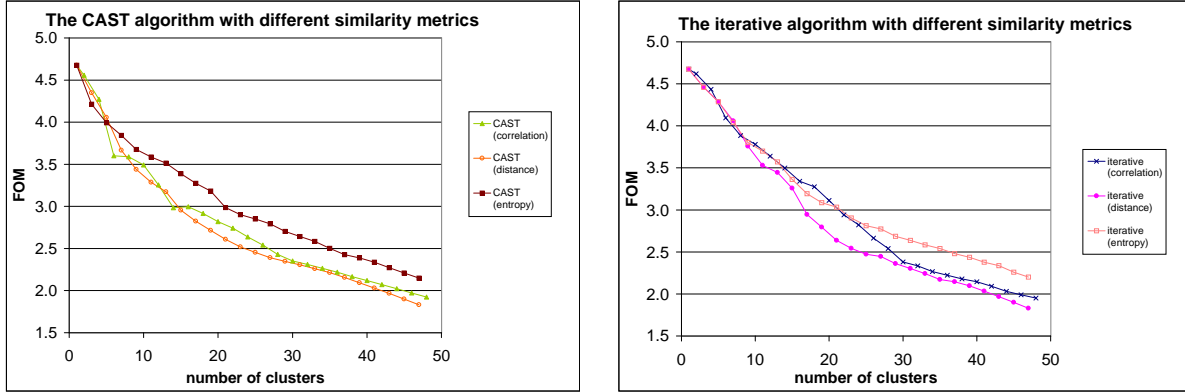 The CAST algorithm with different similarity metrics
5.0
4.5
4.0
3.5
3.0
2.5
2.0
1.5
FOM
0 10 20 30 40 50
number of clusters
CAST
(correlation)
CAST
(distance)
CAST
(entropy)
The iterative algorithm with different similarity metrics
5.0
4.5
4.0
3.5
3.0
2.5
2.0
1.5
FOM
0 10 20 30 40 50
number of clusters
iterative
(correlation)
iterative
(distance)
iterative
(entropy)